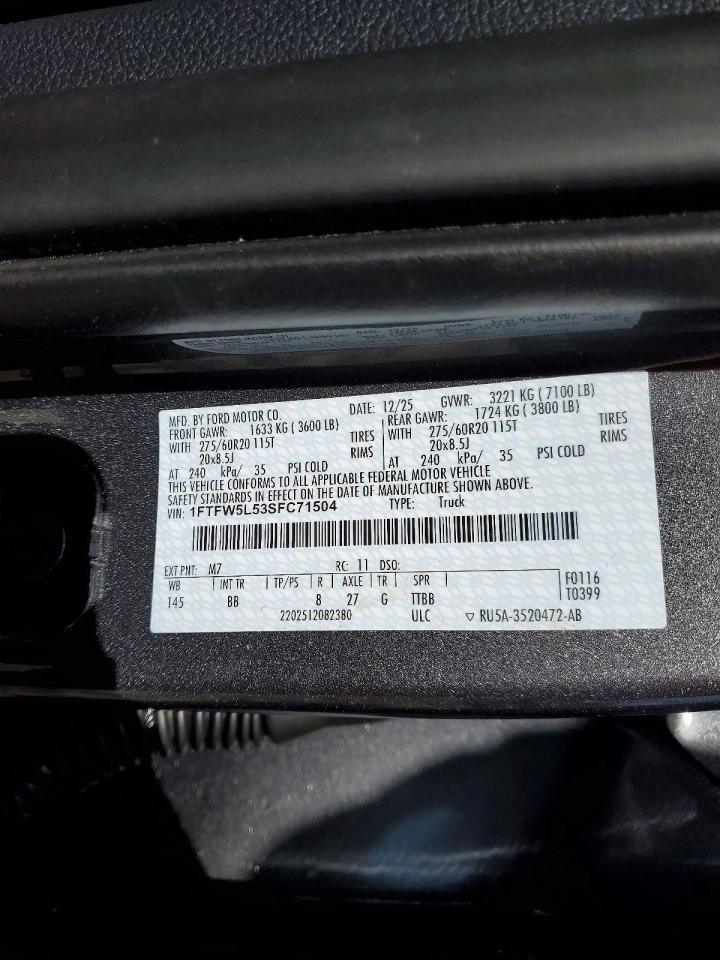 MFD. BY FORD MOTOR CO. DATE: 12/25 GVWR: 3221 KG ( 7100 LB)
FRONT GAWR: 1633 KG ( 3600 LB) REAR GAWR: 1724 KG ( 3800 LB)
WITH 275/60R20 115T TIRES WITH 275/60R20 115T TIRES
20x8.5J RIMS 20x8.5J RIMS
AT 240 kPa/ 35 PSI COLD AT 240 kPa/ 35 PSI COLD
THIS VEHICLE CONFORMS TO ALL APPLICABLE FEDERAL MOTOR VEHICLE
SAFETY STANDARDS IN EFFECT ON THE DATE OF MANUFACTURE SHOWN ABOVE.
VIN: 1FTFW5L53SFC71504 TYPE: Truck
EXT PNT: M7 RC: 11 DSO:
WB INT TR TP/PS R AXLE TR SPR F0116
145 BB 8 27 G TTBB T0399
2202512082380 ULC ▽ RU5A-3520472-AB